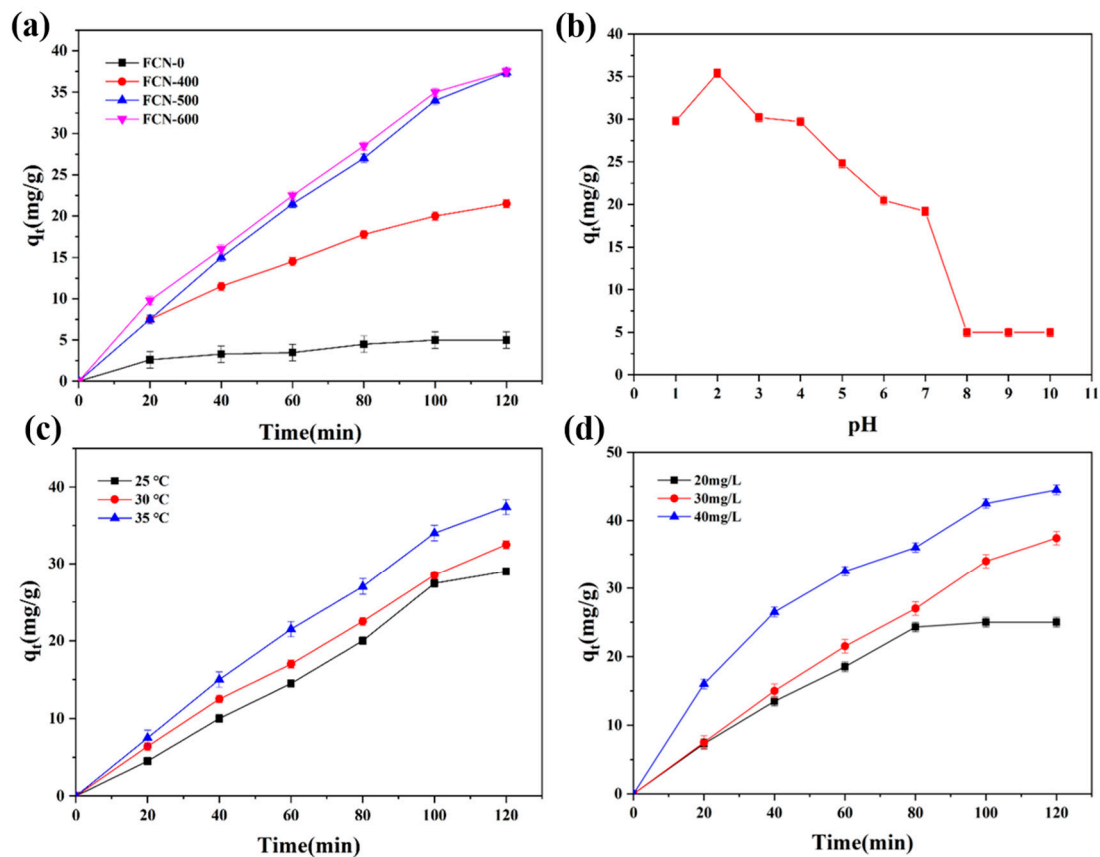 (a)
FCN-0
FCN-400
FCN-500
FCN-600
40
35
30
25
20
15
10
5
0
qt(mg/g)
0 20 40 60 80 100 120
Time(min)
(b)
40
35
30
25
20
15
10
5
0
qt(mg/g)
0 1 2 3 4 5 6 7 8 9 10 11
pH
(c)
25 °C
30 °C
35 °C
40
30
20
10
0
qt(mg/g)
0 20 40 60 80 100 120
Time(min)
(d)
20mg/L
30mg/L
40mg/L
50
40
30
20
10
0
qt(mg/g)
0 20 40 60 80 100 120
Time(min)